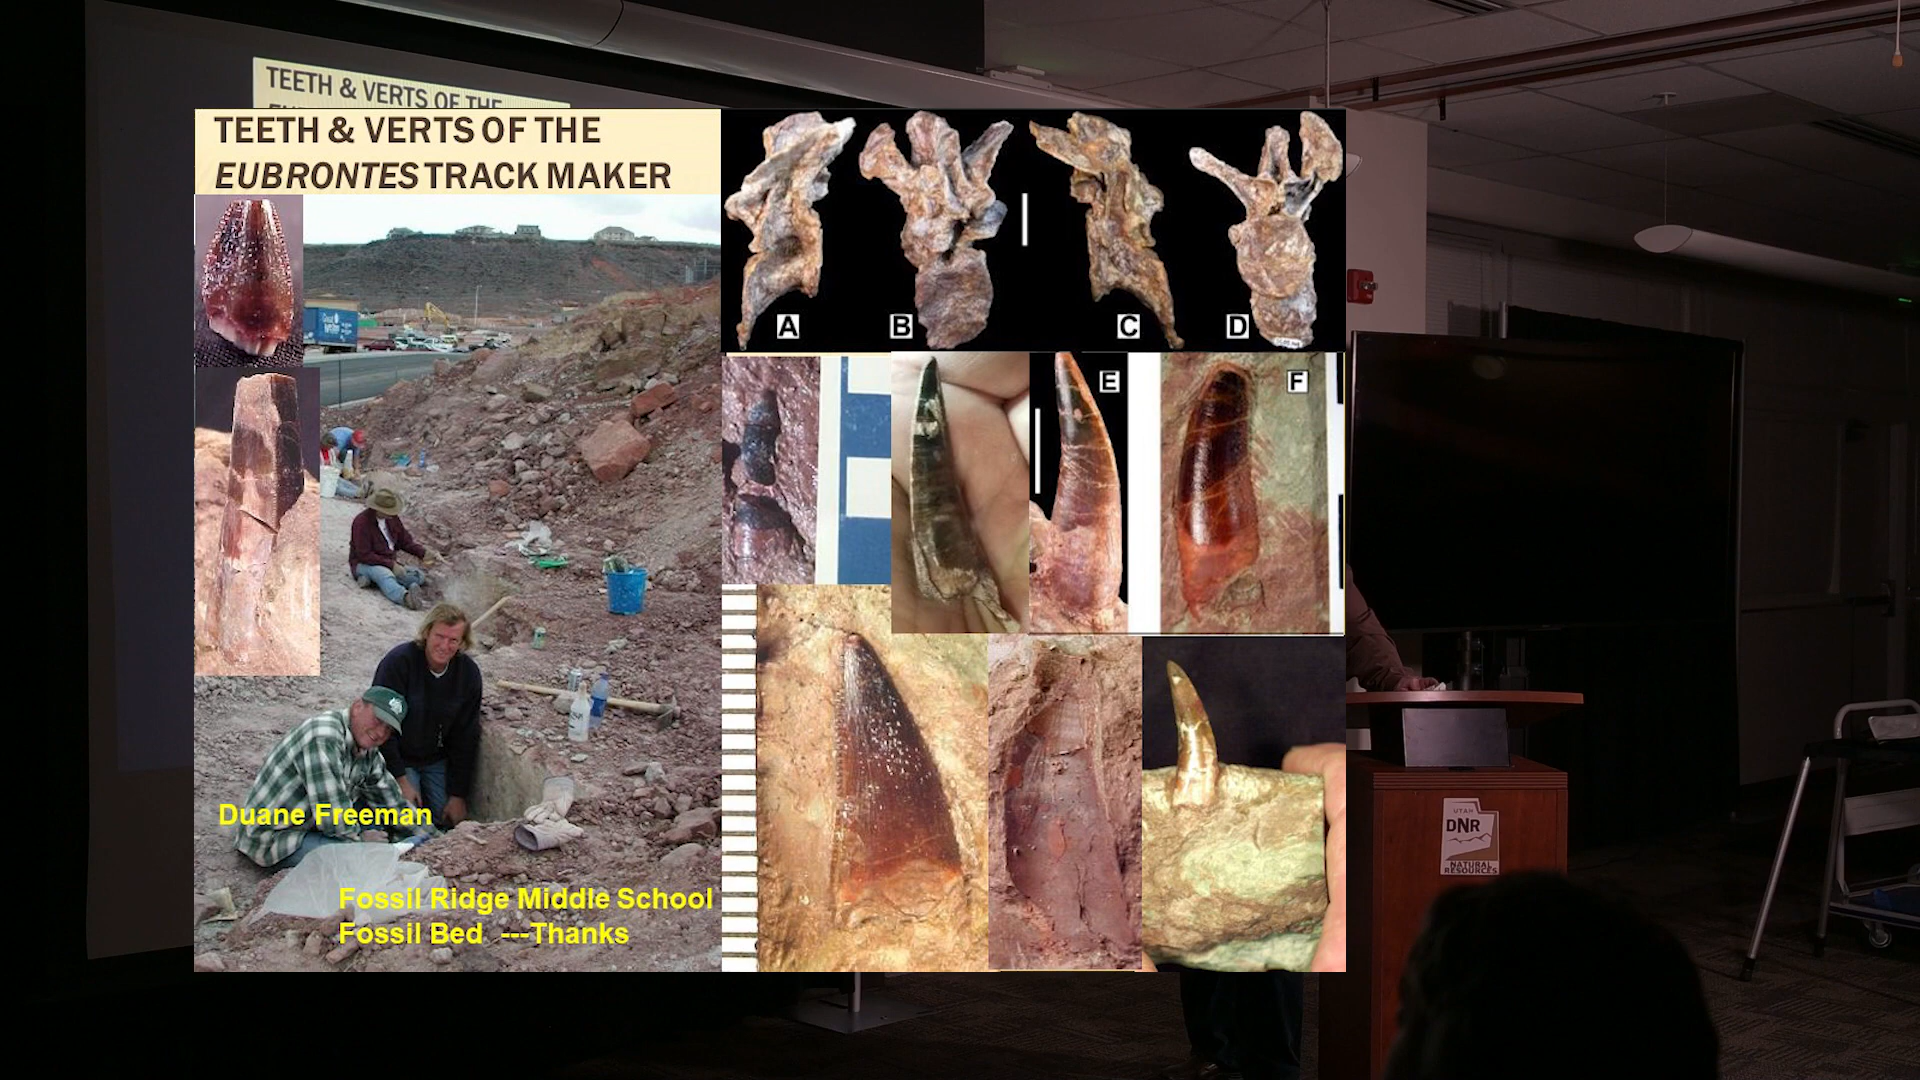 TEETH & VERTS OF THE
TEETH & VERTS OF THE
EUBRONTES TRACK MAKER
A
B
C
D
E
F
Duane Freeman
Fossil Ridge Middle School
Fossil Bed ---Thanks
UTAH
DNR
NATURAL
RESOURCES